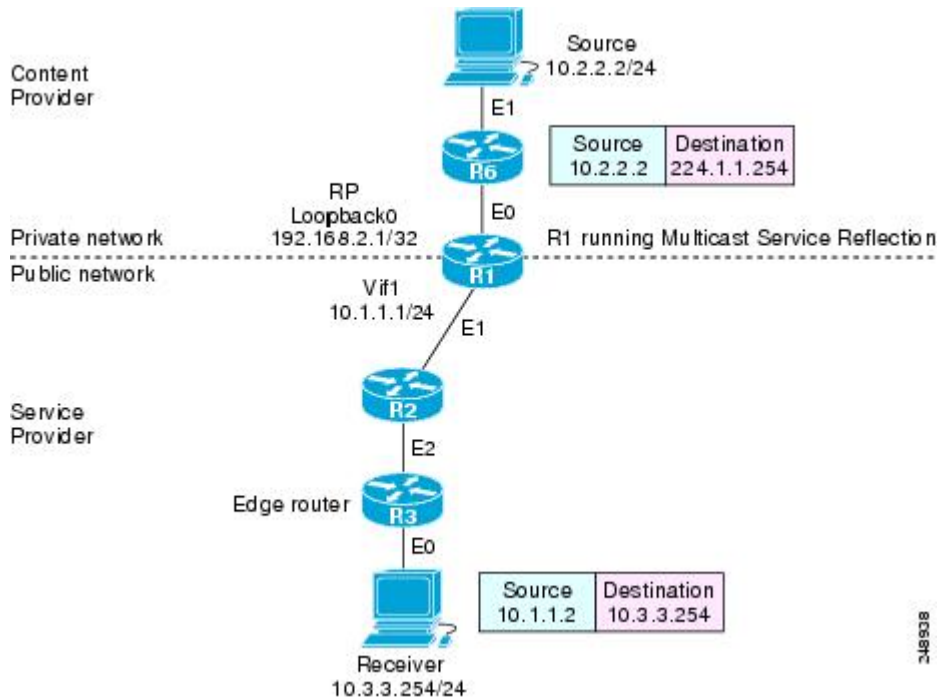 Source
10.2.2.2/24
Content
Provider
E1
Source
10.2.2.2
Destination
224.1.1.254
R6
RP
Loopback0
192.168.2.1/32
E0
Private network
R1 running Multicast Service Reflection
Public network
R1
Vif1
10.1.1.1/24
E1
R2
Service
Provider
E2
Edge router
R3
E0
Source
10.1.1.2
Destination
10.3.3.254
Receiver
10.3.3.254/24
248938